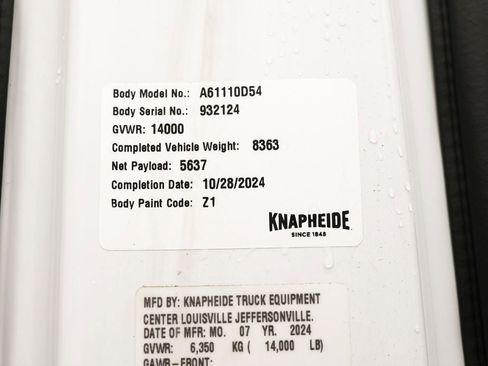 Body Model No.: A61110D54
Body Serial No.: 932124
GVWR: 14000
Completed Vehicle Weight: 8363
Net Payload: 5637
Completion Date: 10/28/2024
Body Paint Code: Z1
KNAPHEIDE
SINCE 1848
MFD BY: KNAPHEIDE TRUCK EQUIPMENT
CENTER LOUISVILLE JEFFERSONVILLE.
DATE OF MFR: MO. 07 YR. 2024
GVWR: 6,350 KG ( 14,000 LB)
GAWR-FRONT: